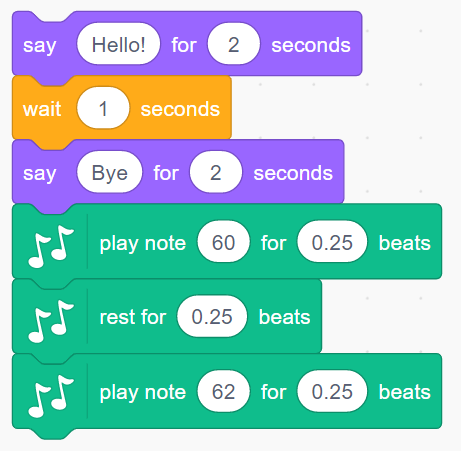 say Hello! for 2 seconds
wait 1 seconds
say Bye for 2 seconds
play note 60 for 0.25 beats
rest for 0.25 beats
play note 62 for 0.25 beats